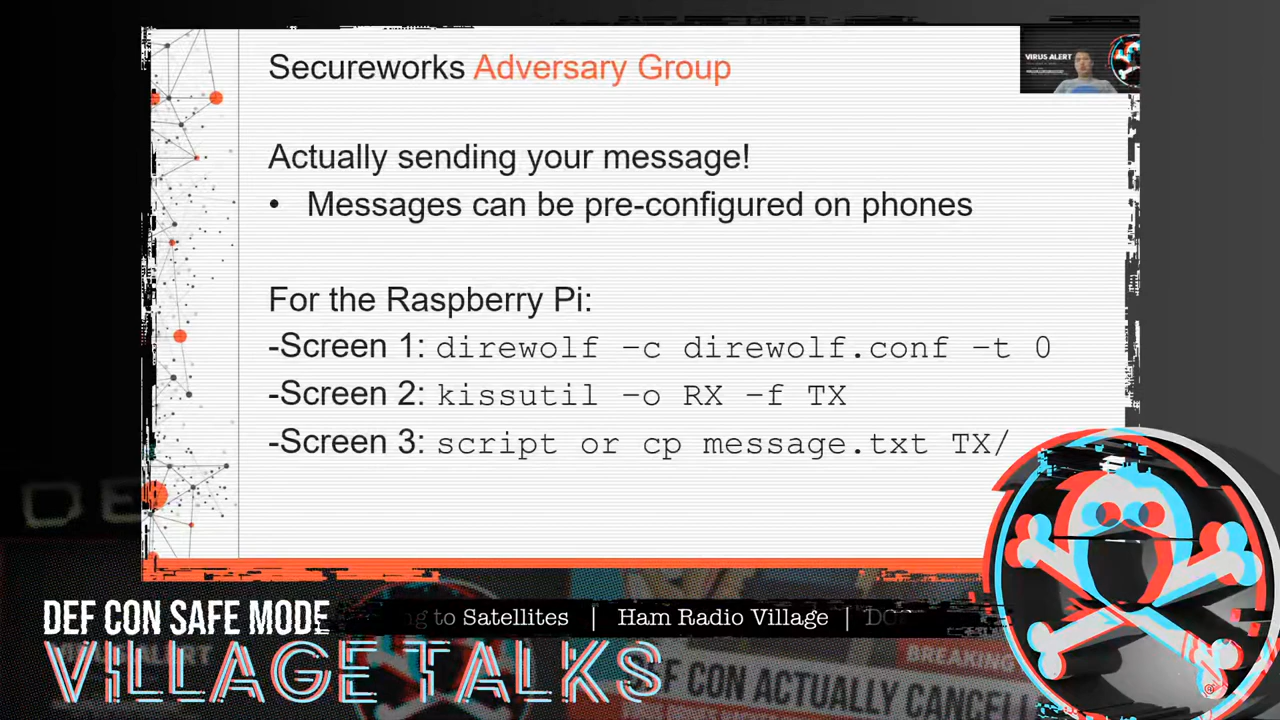 Secureworks Adversary Group
VIRUS ALERT
Actually sending your message!
• Messages can be pre-configured on phones
For the Raspberry Pi:
-Screen 1: direwolf -c direwolf.conf -t 0
-Screen 2: kissutil -o RX -f TX
-Screen 3: script or cp message.txt TX/
DEF CON SAFE MODE
to Satellites | Ham Radio Village |
VILLAGE TALKS
BREAKING
DEF CON ACTUALLY